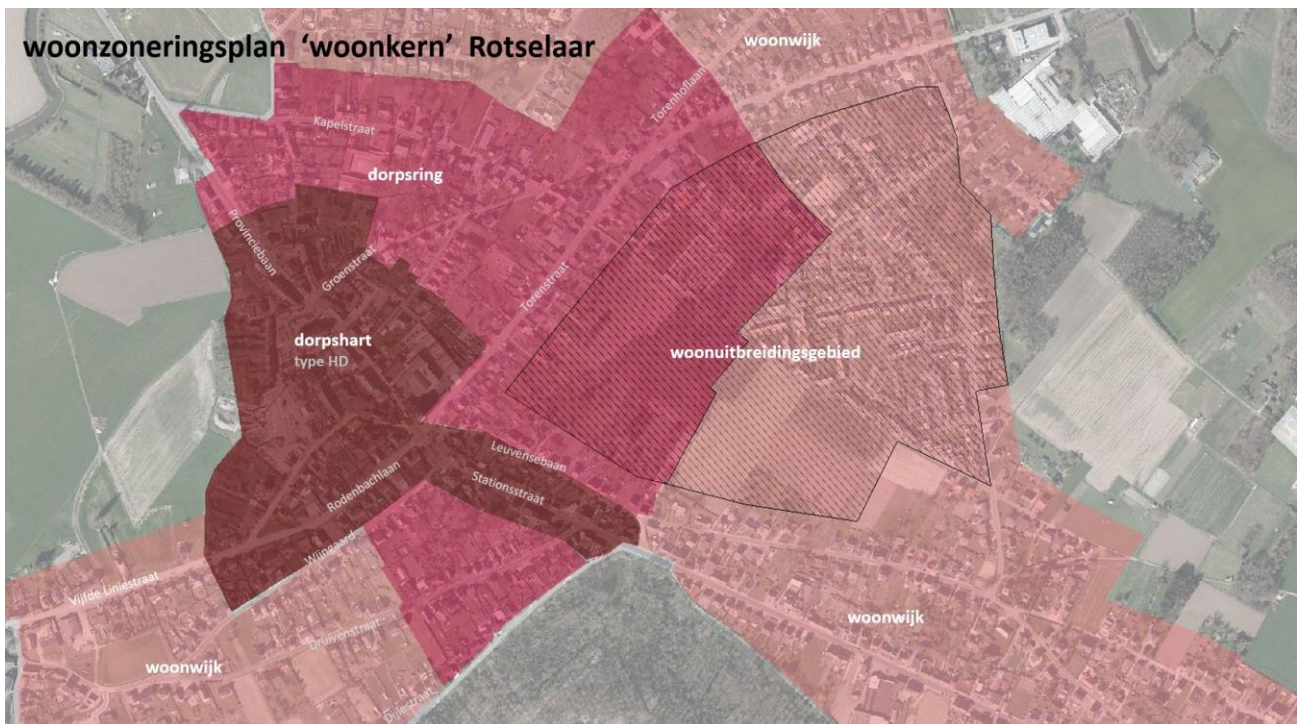 woonzoneringsplan 'woonkern' Rotselaar
woonwijk
Torenhoflaan
Kapelstraat
dorpsring
Provinciebaan
Groenstraat
Torenstraat
dorpshart
type HD
woonuitbreidingsgebied
Leuvensebaan
Stationsstraat
Rodenbachlaan
Wijngaard
Vijfde Liniestraat
Druivenstraat
woonwijk
woonwijk
Dijlestraat